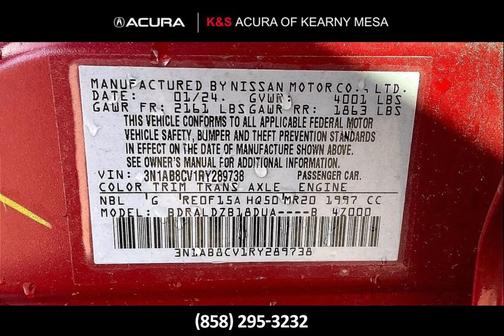 ACURA | K&S ACURA OF KEARNY MESA
MANUFACTURED BY NISSAN MOTOR CO., LTD.
DATE: 01/24. GVWR: 4001 LBS
GAWR FR: 2161 LBS GAWR RR: 1863 LBS
THIS VEHICLE CONFORMS TO ALL APPLICABLE FEDERAL MOTOR
VEHICLE SAFETY, BUMPER AND THEFT PREVENTION STANDARDS
IN EFFECT ON THE DATE OF MANUFACTURE SHOWN ABOVE.
SEE OWNER'S MANUAL FOR ADDITIONAL INFORMATION.
VIN: 3N1AB8CV1RY289738 PASSENGER CAR.
COLOR TRIM TRANS AXLE ENGINE
NBL G RE0F15A HQ50 MR20 1997 CC
MODEL: BDRALDZB18DUA----B 4Z000
3N1AB8CV1RY289738
(858) 295-3232